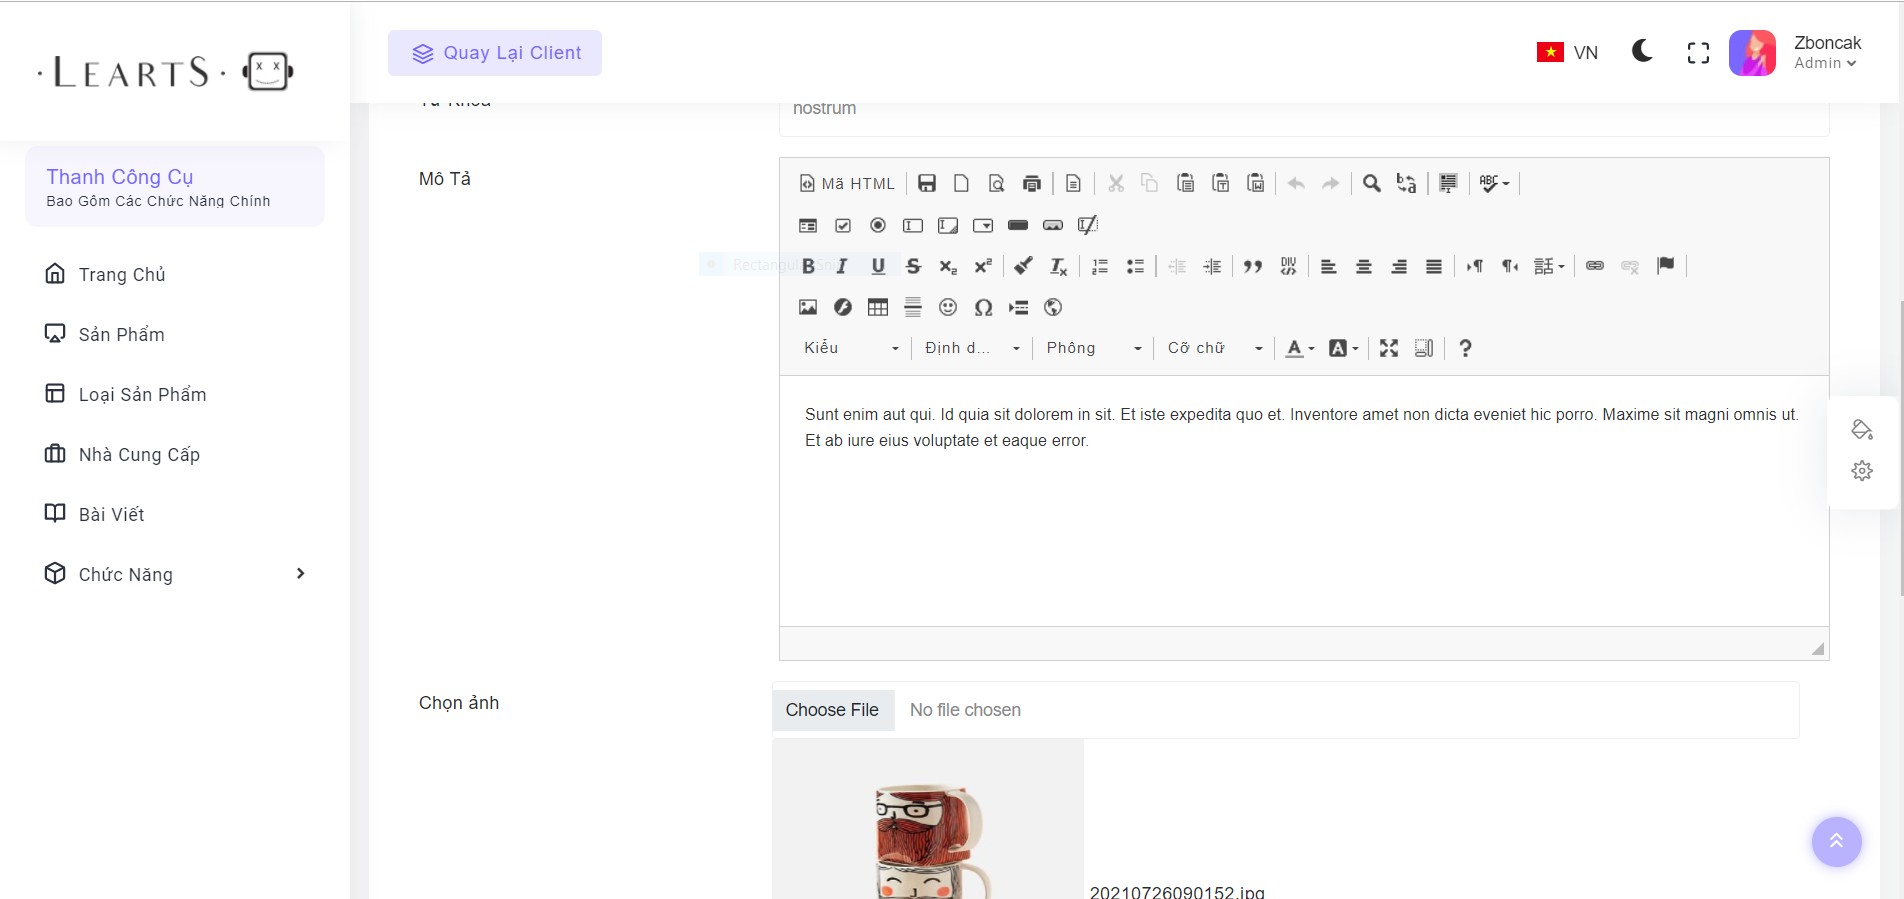 · LEARTS ·
Quay Lại Client
VN
Zboncak
Admin
Thanh Công Cụ
Bao Gồm Các Chức Năng Chính
Trang Chủ
Sản Phẩm
Loại Sản Phẩm
Nhà Cung Cấp
Bài Viết
Chức Năng
Từ Khóa
nostrum
Mô Tả
Mã HTML
Kiểu
Định d...
Phông
Cỡ chữ
Sunt enim aut qui. Id quia sit dolorem in sit. Et iste expedita quo et. Inventore amet non dicta eveniet hic porro. Maxime sit magni omnis ut.
Et ab iure eius voluptate et eaque error.
Chọn ảnh
Choose File No file chosen
20210726090152.jpg